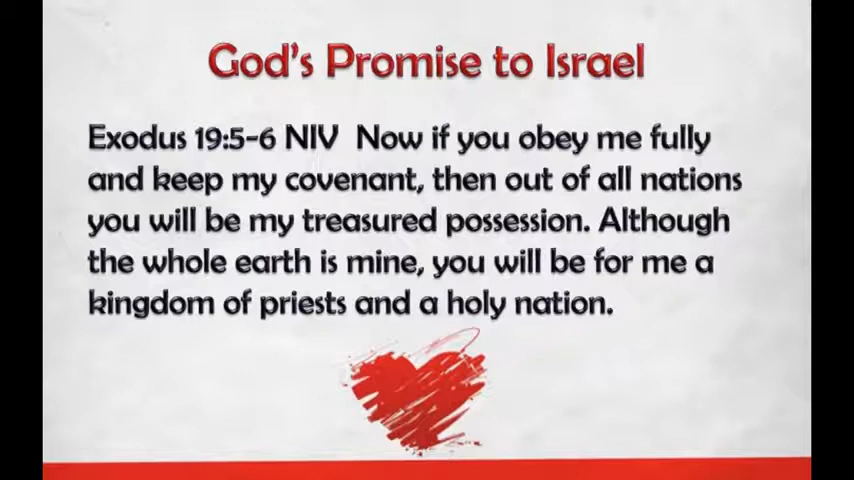 God's Promise to Israel
Exodus 19:5-6 NIV  Now if you obey me fully
and keep my covenant, then out of all nations
you will be my treasured possession. Although
the whole earth is mine, you will be for me a
kingdom of priests and a holy nation.